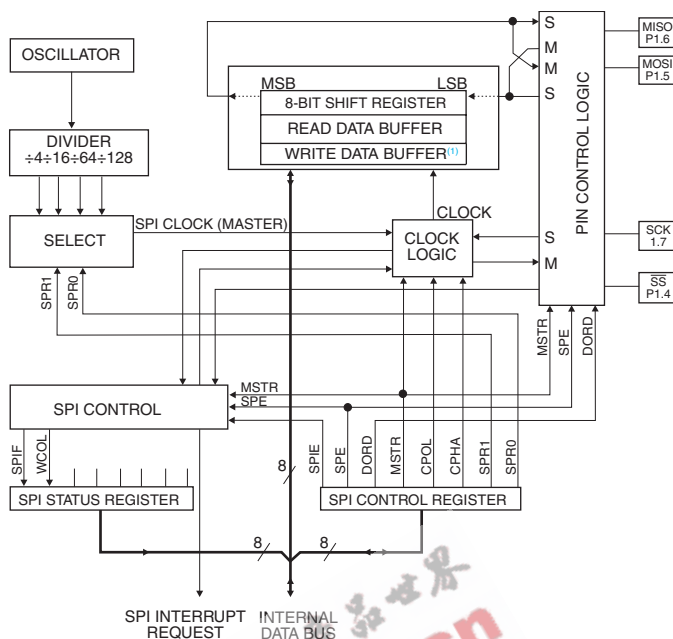 OSCILLATOR
DIVIDER
÷4÷16÷64÷128
SELECT
SPR1
SPR0
SPI CLOCK (MASTER)
MSB
LSB
8-BIT SHIFT REGISTER
READ DATA BUFFER
WRITE DATA BUFFER(1)
CLOCK
CLOCK
LOGIC
S
M
M
S
S
M
PIN CONTROL LOGIC
MISO
P1.6
MOSI
P1.5
SCK
1.7
SS
P1.4
MSTR
SPE
DORD
SPI CONTROL
MSTR
SPE
SPIF
WCOL
SPI STATUS REGISTER
SPIE
SPE
DORD
MSTR
CPOL
CPHA
SPR1
SPR0
SPI CONTROL REGISTER
8
8
8
SPI INTERRUPT
REQUEST
INTERNAL
DATA BUS
品世界